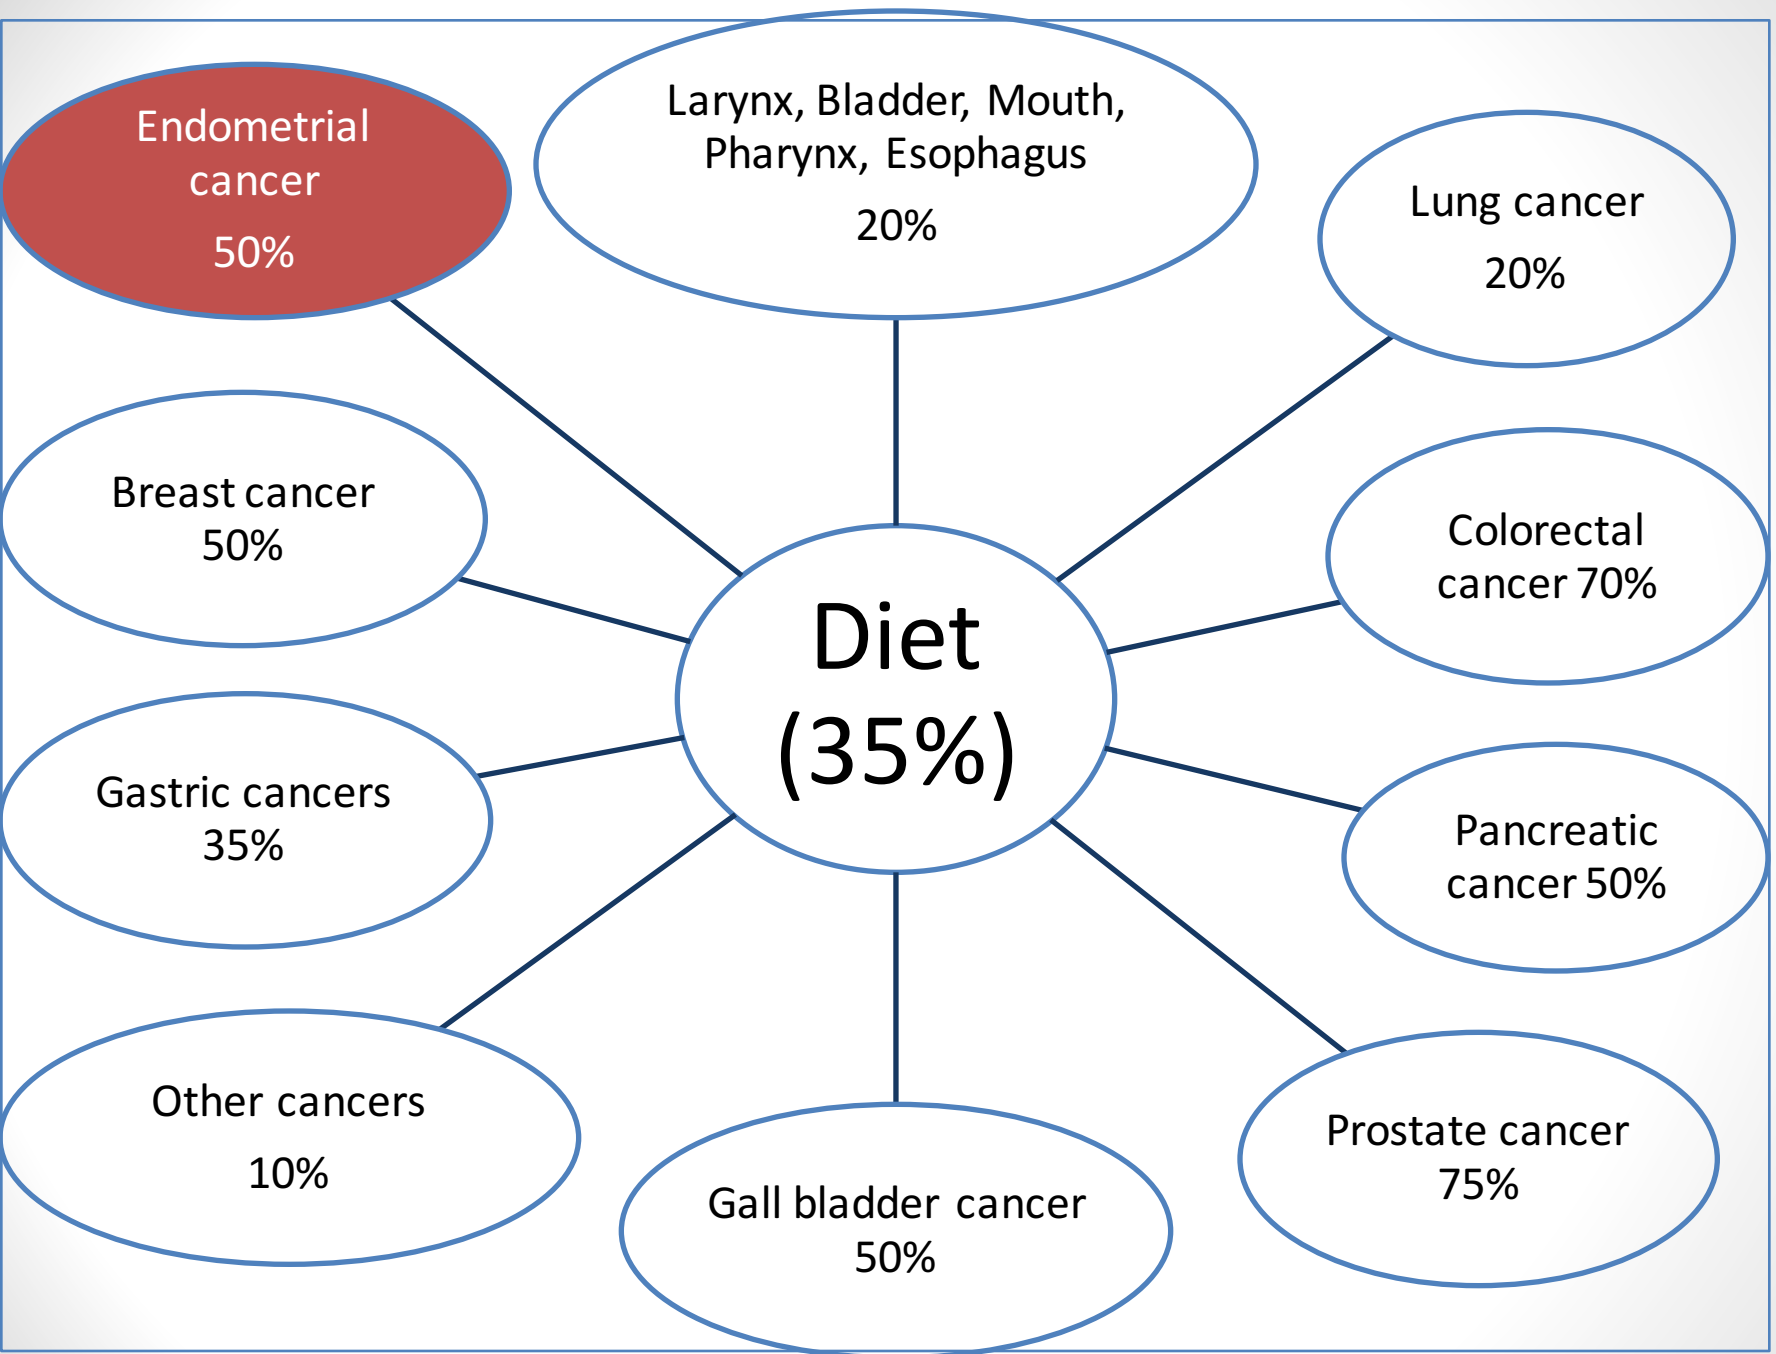 Endometrial
cancer
50%
Larynx, Bladder, Mouth,
Pharynx, Esophagus
20%
Lung cancer
20%
Breast cancer
50%
Colorectal
cancer 70%
Diet
(35%)
Gastric cancers
35%
Pancreatic
cancer 50%
Other cancers
10%
Gall bladder cancer
50%
Prostate cancer
75%